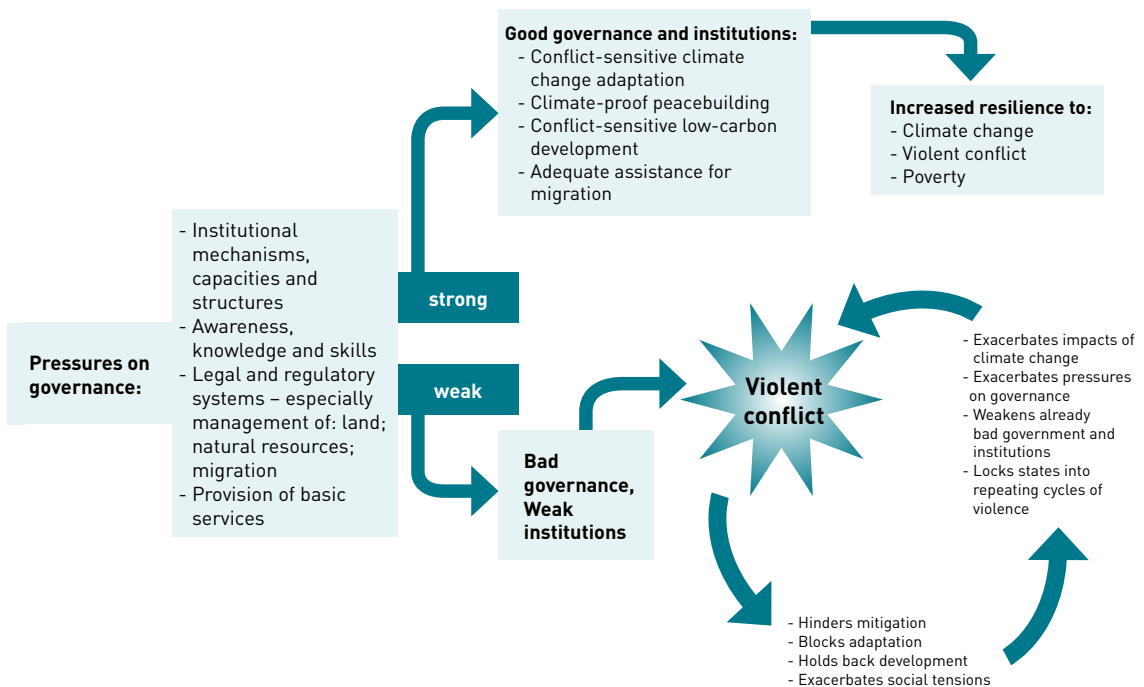 Pressures on
governance:
- Institutional
mechanisms,
capacities and
structures
- Awareness,
knowledge and skills
- Legal and regulatory
systems – especially
management of: land;
natural resources;
migration
- Provision of basic
services
strong
weak
Good governance and institutions:
- Conflict-sensitive climate
change adaptation
- Climate-proof peacebuilding
- Conflict-sensitive low-carbon
development
- Adequate assistance for
migration
Increased resilience to:
- Climate change
- Violent conflict
- Poverty
Bad
governance,
Weak
institutions
Violent
conflict
- Hinders mitigation
- Blocks adaptation
- Holds back development
- Exacerbates social tensions
- Exacerbates impacts of
climate change
- Exacerbates pressures
on governance
- Weakens already
bad government and
institutions
- Locks states into
repeating cycles of
violence